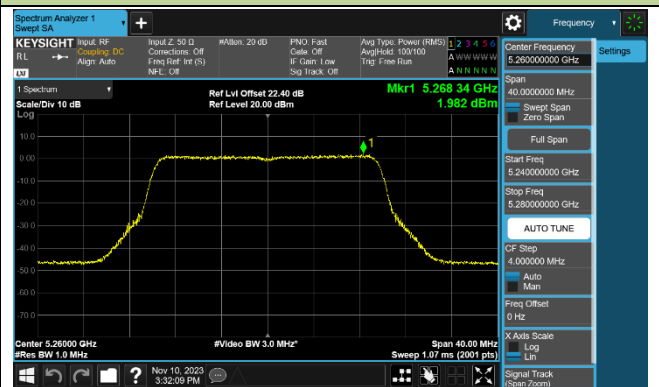 Spectrum Analyzer 1
Swept SA
Frequency
KEYSIGHT
RL
LXI
Input: RF
Coupling: DC
Align: Auto
Input Z: 50 Ω
Corrections: Off
Freq Ref: Int (S)
NFE: Off
#Atten: 20 dB
PNO: Fast
Gate: Off
IF Gain: Low
Sig Track: Off
Avg Type: Power (RMS)
Avg|Hold: 100/100
Trig: Free Run
1 2 3 4 5 6
A W W W W W
A N N N N N
1 Spectrum
Scale/Div 10 dB
Log
Ref Lvl Offset 22.40 dB
Ref Level 20.00 dBm
Mkr1 5.268 34 GHz
1.982 dBm
10.0
0.00
-10.0
-20.0
-30.0
-40.0
-50.0
-60.0
-70.0
1
Center 5.26000 GHz
#Res BW 1.0 MHz
#Video BW 3.0 MHz*
Span 40.00 MHz
Sweep 1.07 ms (2001 pts)
Nov 10, 2023
3:32:09 PM
Center Frequency
5.260000000 GHz
Settings
Span
40.0000000 MHz
Swept Span
Zero Span
Full Span
Start Freq
5.240000000 GHz
Stop Freq
5.280000000 GHz
AUTO TUNE
CF Step
4.000000 MHz
Auto
Man
Freq Offset
0 Hz
X Axis Scale
Log
Lin
Signal Track
(Span Zoom)